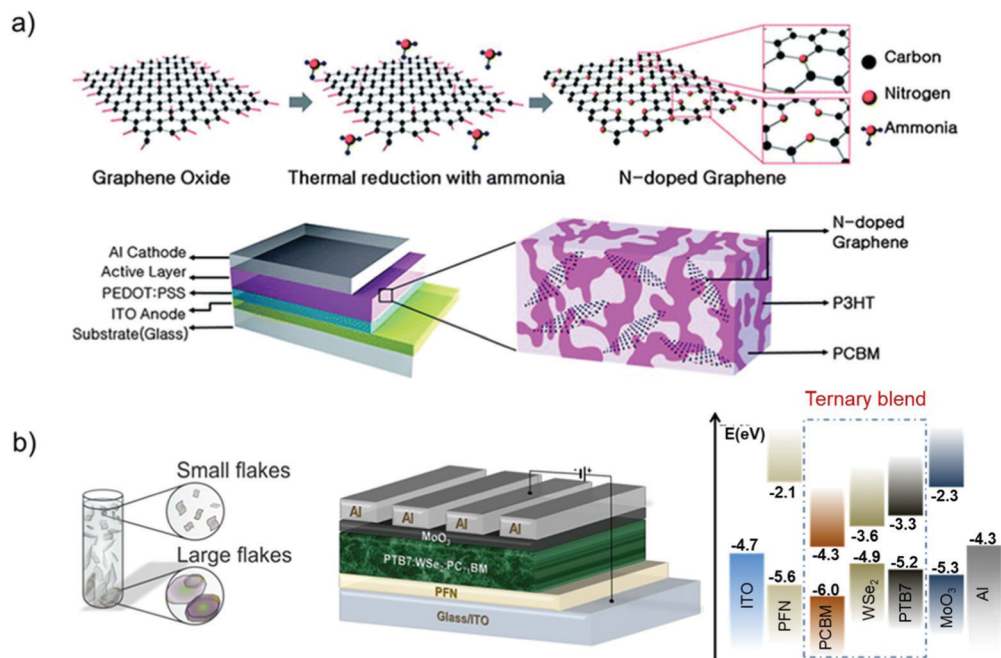 a)
Carbon
Nitrogen
Ammonia
Graphene Oxide
Thermal reduction with ammonia
N-doped Graphene
Al Cathode
Active Layer
PEDOT:PSS
ITO Anode
Substrate(Glass)
N-doped
Graphene
P3HT
PCBM
b)
Small flakes
Large flakes
Al
Al
Al
Al
- +
MoO₃
PTB7:WSe₂:PC₇₁BM
PFN
Glass/ITO
Ternary blend
E(eV)
-2.1
-2.3
-3.3
-3.6
-4.3
-4.3
-4.7
-4.9
-5.2
-5.3
-5.6
-6.0
ITO
PFN
PCBM
WSe₂
PTB7
MoO₃
Al